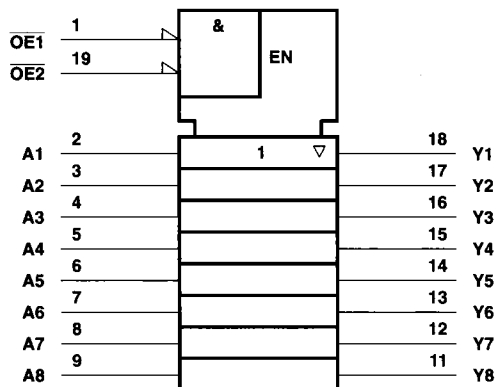 1 &
OE1
19
OE2 EN
2 18
A1 1 ▽ Y1
3 17
A2 Y2
4 16
A3 Y3
5 15
A4 Y4
6 14
A5 Y5
7 13
A6 Y6
8 12
A7 Y7
9 11
A8 Y8